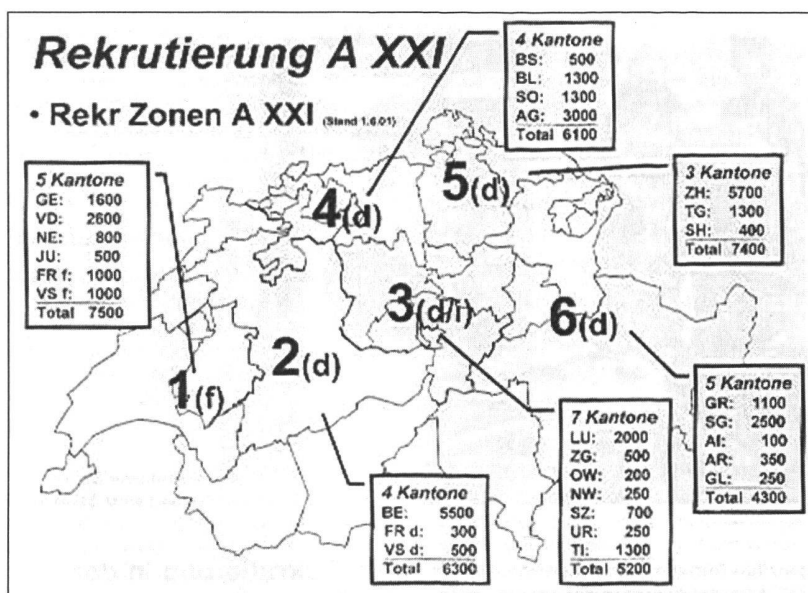 Rekrutierung A XXI
• Rekr Zonen A XXI (Stand 1.6.01)
4 Kantone
BS: 500
BL: 1300
SO: 1300
AG: 3000
Total 6100
3 Kantone
ZH: 5700
TG: 1300
SH: 400
Total 7400
5 Kantone
GE: 1600
VD: 2600
NE: 800
JU: 500
FR f: 1000
VS f: 1000
Total 7500
4(d)
5(d)
3(d/i)
6(d)
2(d)
1(f)
5 Kantone
GR: 1100
SG: 2500
AI: 100
AR: 350
GL: 250
Total 4300
7 Kantone
LU: 2000
ZG: 500
OW: 200
NW: 250
SZ: 700
UR: 250
TI: 1300
Total 5200
4 Kantone
BE: 5500
FR d: 300
VS d: 500
Total 6300